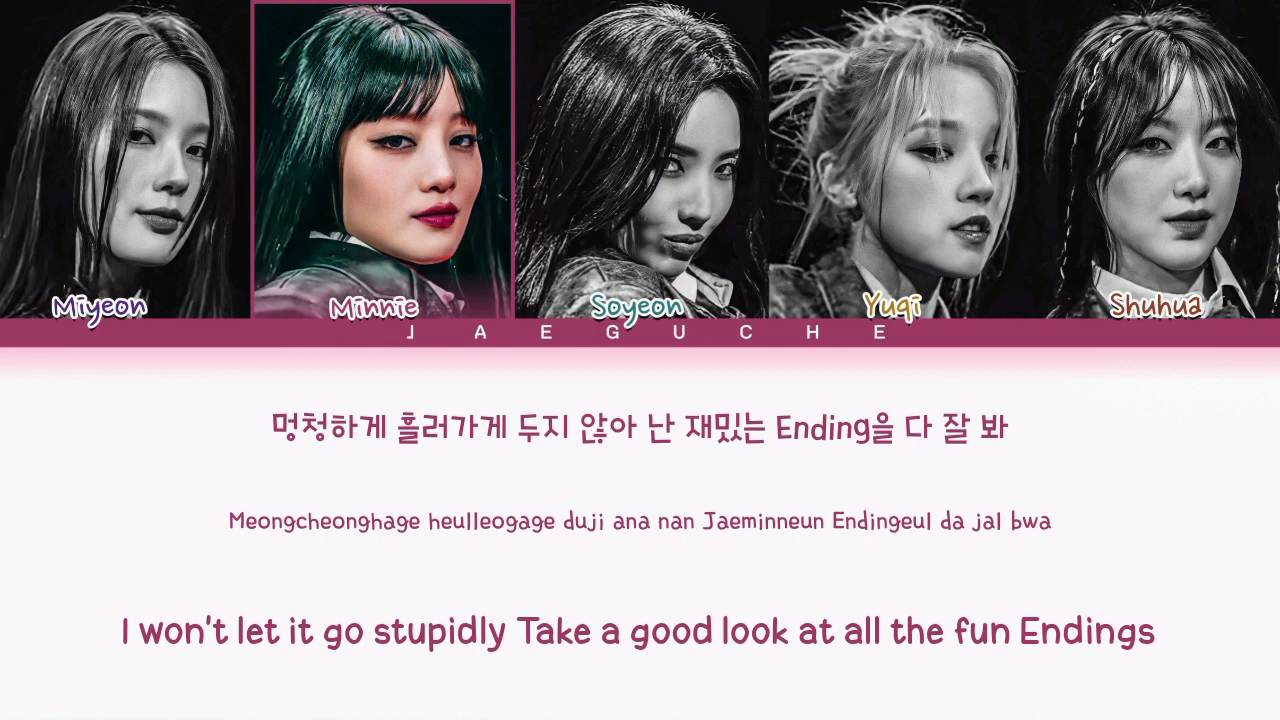 Miyeon Minnie Soyeon Yuqi Shuhua
JAEGUCHE
멍청하게 흘러가게 두지 않아 난 재밌는 Ending을 다 잘 봐
Meongcheonghage heulleogage duji ana nan Jaeminneun Endingeul da jal bwa
I won't let it go stupidly Take a good look at all the fun Endings